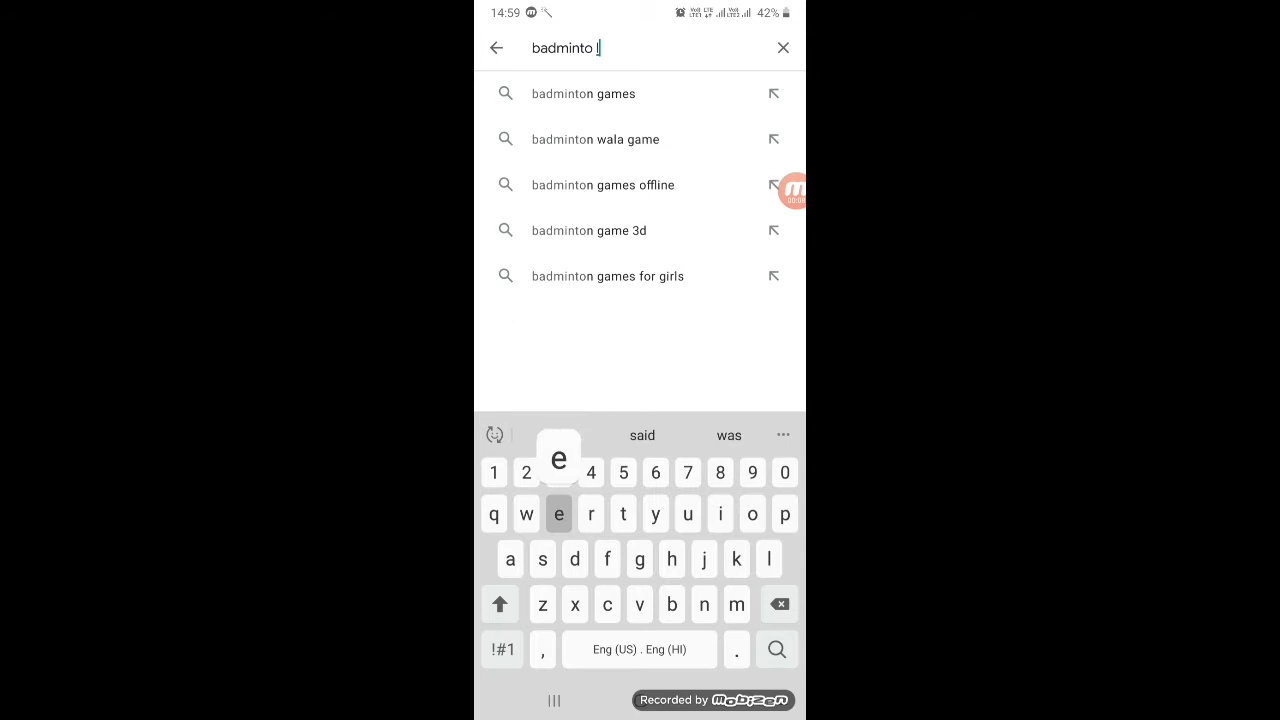 14:59 42%
badminto l
badminton games
badminton wala game
badminton games offline
00:08
badminton game 3d
badminton games for girls
said was
e
1 2 4 5 6 7 8 9 0
q w e r t y u i o p
a s d f g h j k l
z x c v b n m
!#1 , Eng (US) . Eng (HI) .
Recorded by mobizen